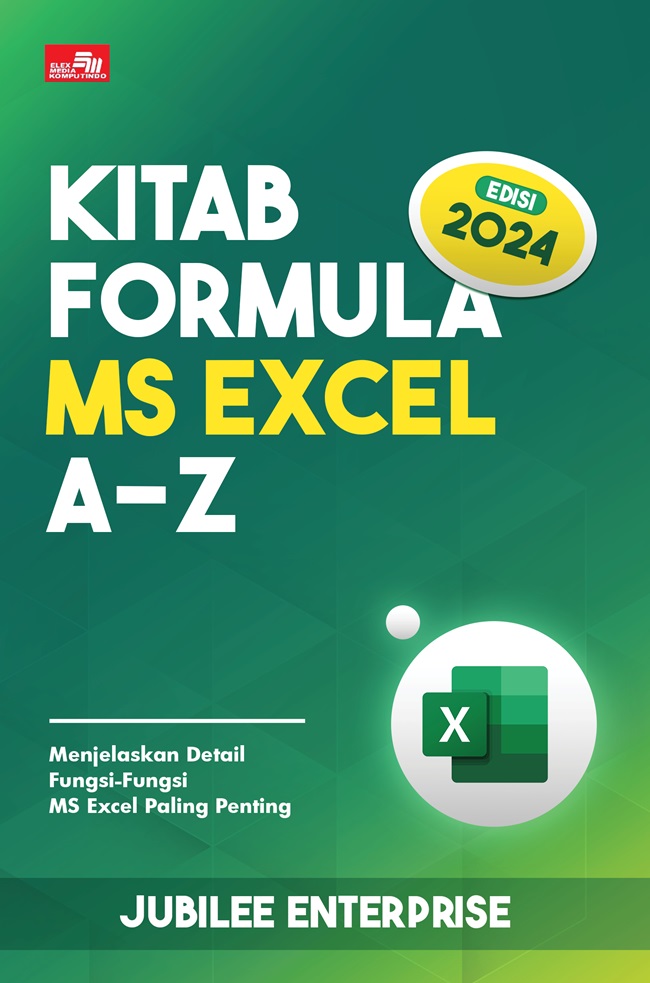 ELEX
MEDIA
KOMPUTINDO
KITAB
FORMULA
MS EXCEL
A-Z
EDISI
2024
X
Menjelaskan Detail
Fungsi-Fungsi
MS Excel Paling Penting
JUBILEE ENTERPRISE